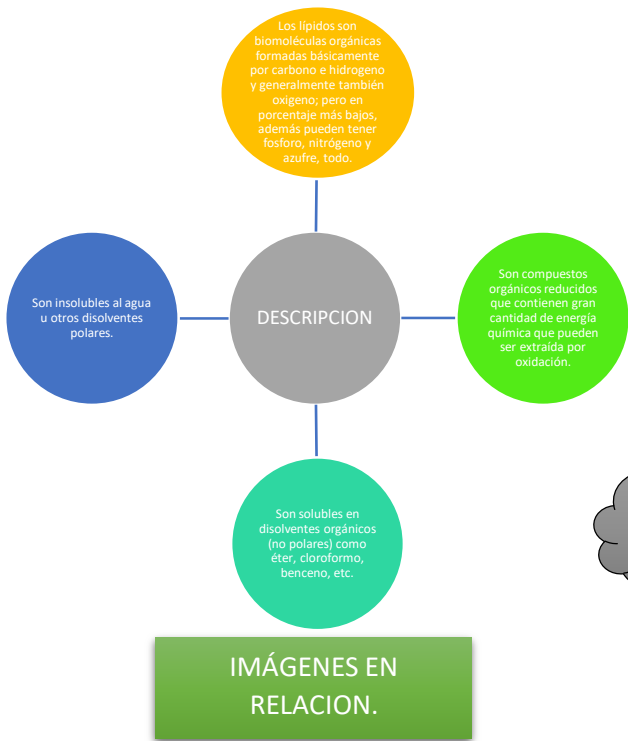 Los lípidos son
biomoléculas orgánicas
formadas básicamente
por carbono e hidrogeno
y generalmente también
oxigeno; pero en
porcentaje más bajos,
además pueden tener
fosforo, nitrógeno y
azufre, todo.
Son insolubles al agua
u otros disolventes
polares.
DESCRIPCION
Son compuestos
orgánicos reducidos
que contienen gran
cantidad de energía
química que pueden
ser extraída por
oxidación.
Son solubles en
disolventes orgánicos
(no polares) como
éter, cloroformo,
benceno, etc.
IMÁGENES EN
RELACION.